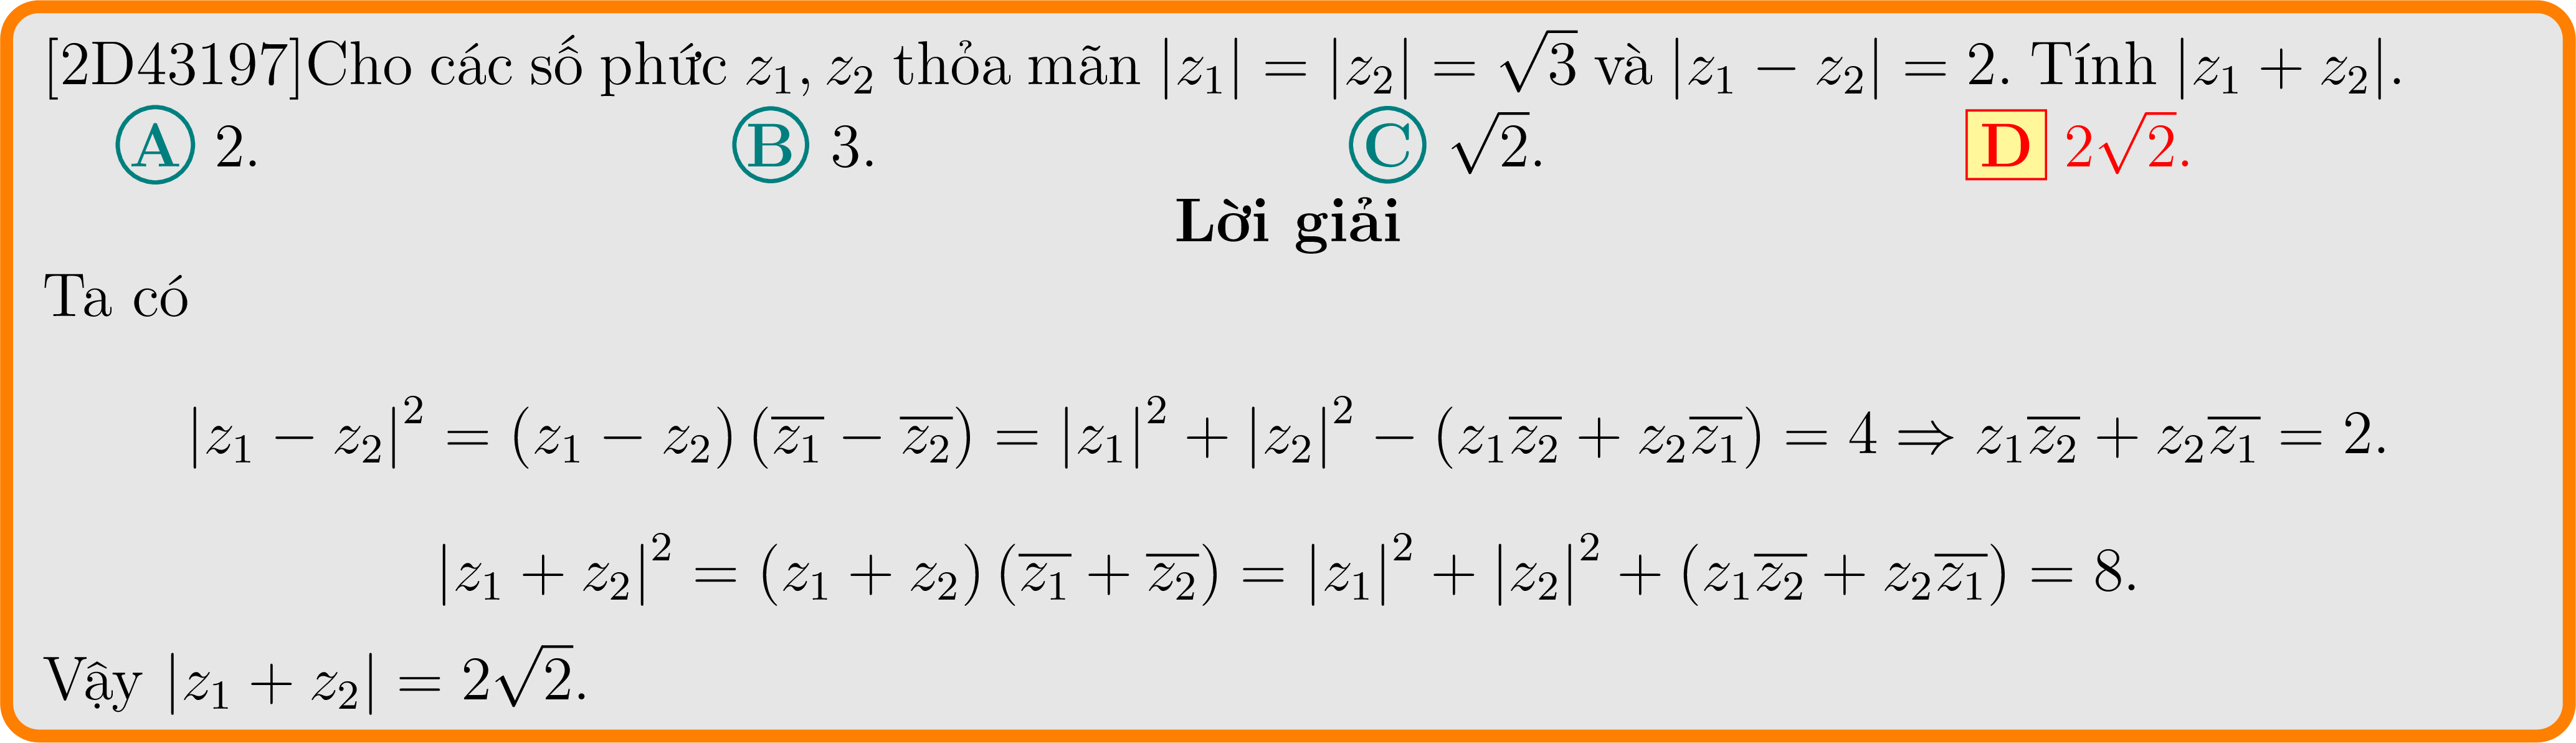 [2D43197]Cho các số phức $z_1, z_2$ thỏa mãn $|z_1| = |z_2| = \sqrt{3}$ và $|z_1 - z_2| = 2$. Tính $|z_1 + z_2|$.
A 2. B 3. C $\sqrt{2}$. D $2\sqrt{2}$.
Lời giải
Ta có
$|z_1 - z_2|^2 = (z_1 - z_2)(\overline{z_1} - \overline{z_2}) = |z_1|^2 + |z_2|^2 - (z_1\overline{z_2} + z_2\overline{z_1}) = 4 \Rightarrow z_1\overline{z_2} + z_2\overline{z_1} = 2.$
$|z_1 + z_2|^2 = (z_1 + z_2)(\overline{z_1} + \overline{z_2}) = |z_1|^2 + |z_2|^2 + (z_1\overline{z_2} + z_2\overline{z_1}) = 8.$
Vậy $|z_1 + z_2| = 2\sqrt{2}$.